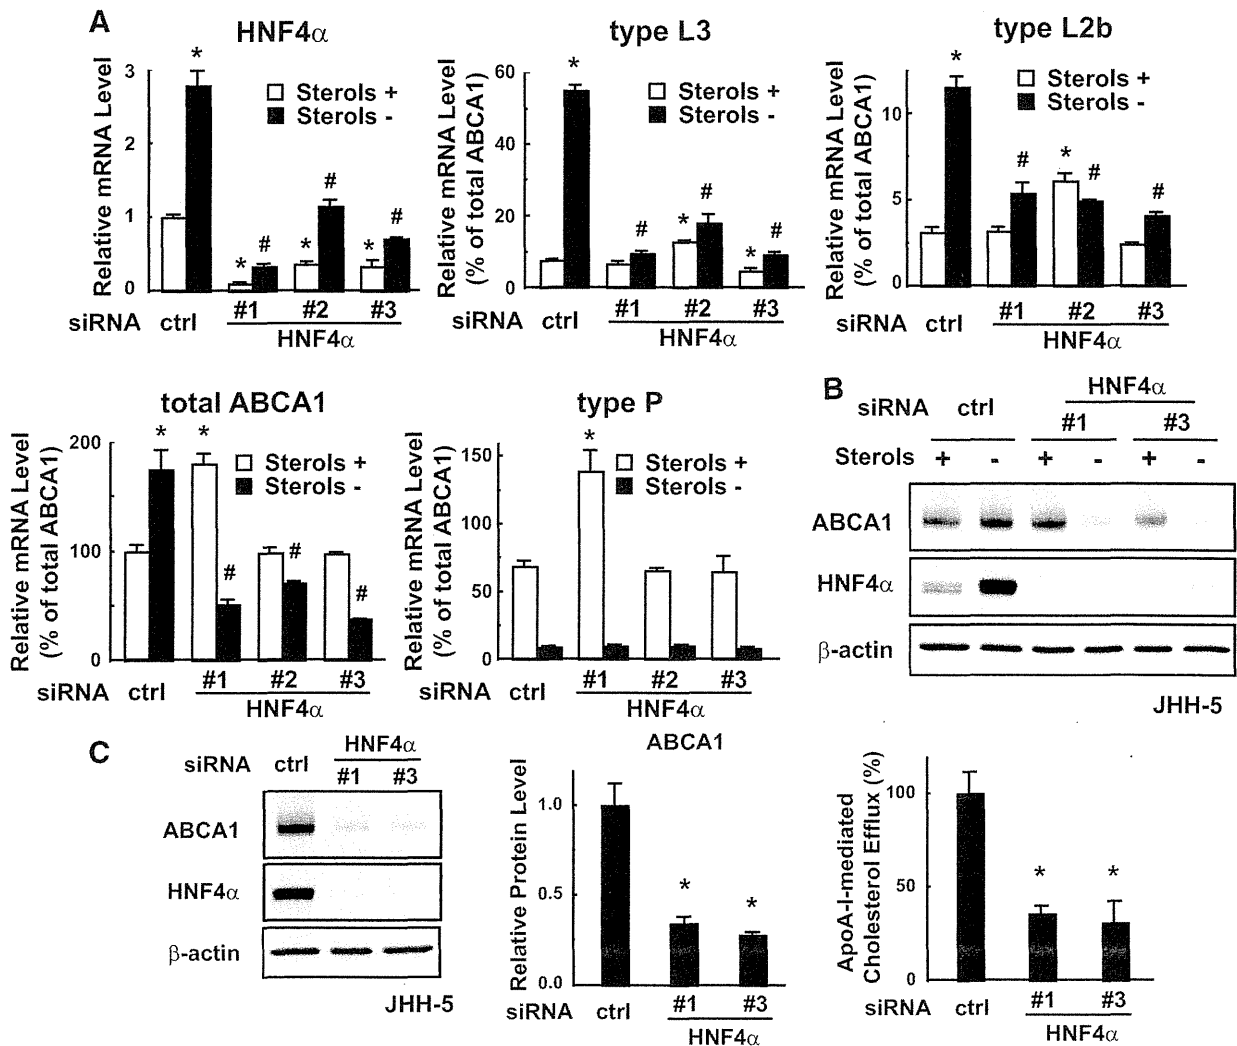 A
HNF4α
Relative mRNA Level
3
2
1
0
Sterols +
Sterols -
*
*
#
*
#
*
#
siRNA ctrl #1 #2 #3
HNF4α
type L3
Relative mRNA Level
(% of total ABCA1)
60
40
20
0
Sterols +
Sterols -
*
#
*
#
*
#
siRNA ctrl #1 #2 #3
HNF4α
type L2b
Relative mRNA Level
(% of total ABCA1)
10
5
0
Sterols +
Sterols -
*
#
*
#
#
siRNA ctrl #1 #2 #3
HNF4α
total ABCA1
Relative mRNA Level
(% of total ABCA1)
200
100
0
Sterols +
Sterols -
*
*
#
#
#
siRNA ctrl #1 #2 #3
HNF4α
type P
Relative mRNA Level
(% of total ABCA1)
150
100
50
0
Sterols +
Sterols -
*
siRNA ctrl #1 #2 #3
HNF4α
B
HNF4α
siRNA ctrl
#1 #3
Sterols + - + - + -
ABCA1
HNF4α
β-actin
JHH-5
C
HNF4α
siRNA ctrl
#1 #3
ABCA1
HNF4α
β-actin
JHH-5
ABCA1
Relative Protein Level
1.0
0.5
0.0
*
*
siRNA ctrl #1 #3
HNF4α
ApoA-I-mediated
Cholesterol Efflux (%)
100
50
0
*
*
siRNA ctrl #1 #3
HNF4α